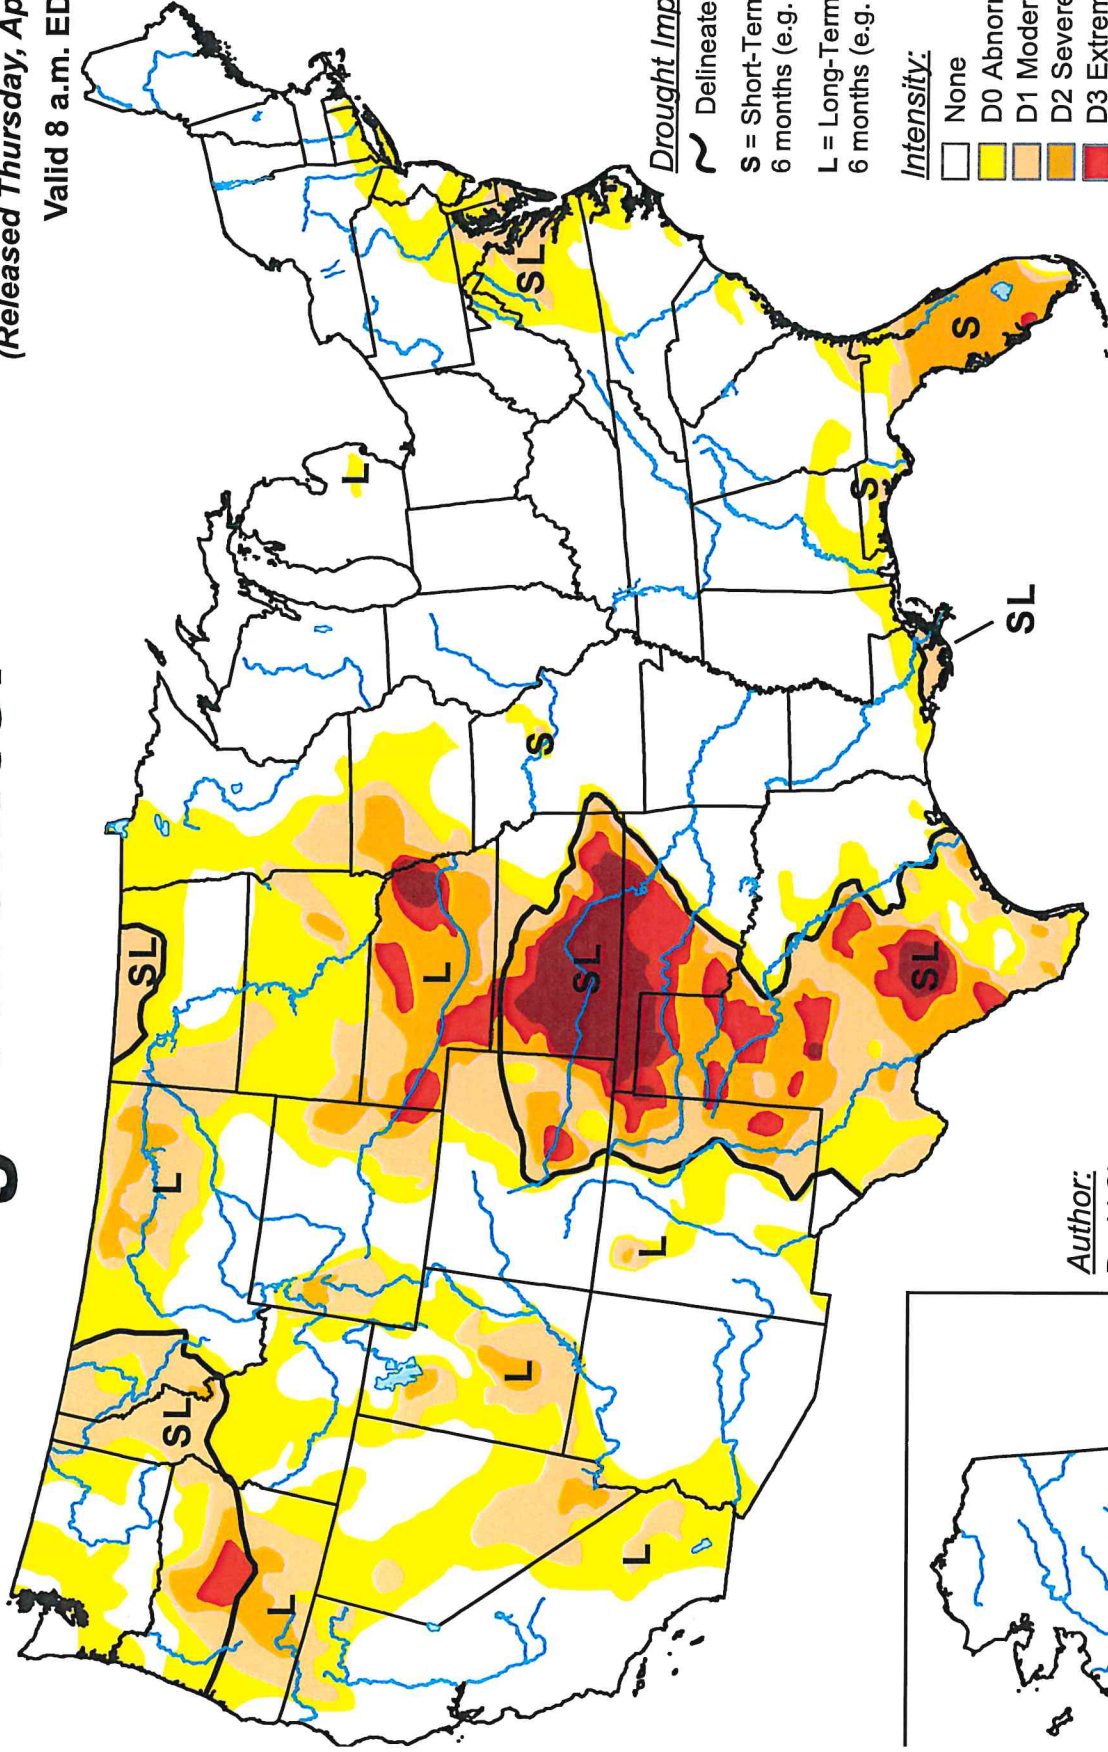 (Released Thursday, Ap
Valid 8 a.m. ED
SL
L
SL
L
L
L
L
SL
S
SL
L
L
S
SL
S
SL
Drought Imp
Delineate
S = Short-Term
6 months (e.g.
L = Long-Term
6 months (e.g.
Intensity:
None
D0 Abnorm
D1 Moder
D2 Severe
D3 Extrem
Author: